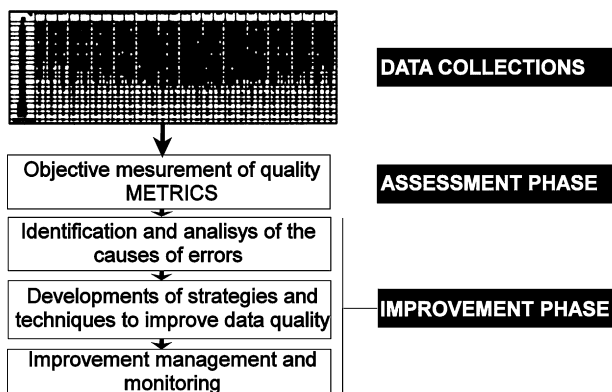 DATA COLLECTIONS
Objective mesurement of quality
METRICS
ASSESSMENT PHASE
Identification and analisys of the
causes of errors
Developments of strategies and
techniques to improve data quality
IMPROVEMENT PHASE
Improvement management and
monitoring